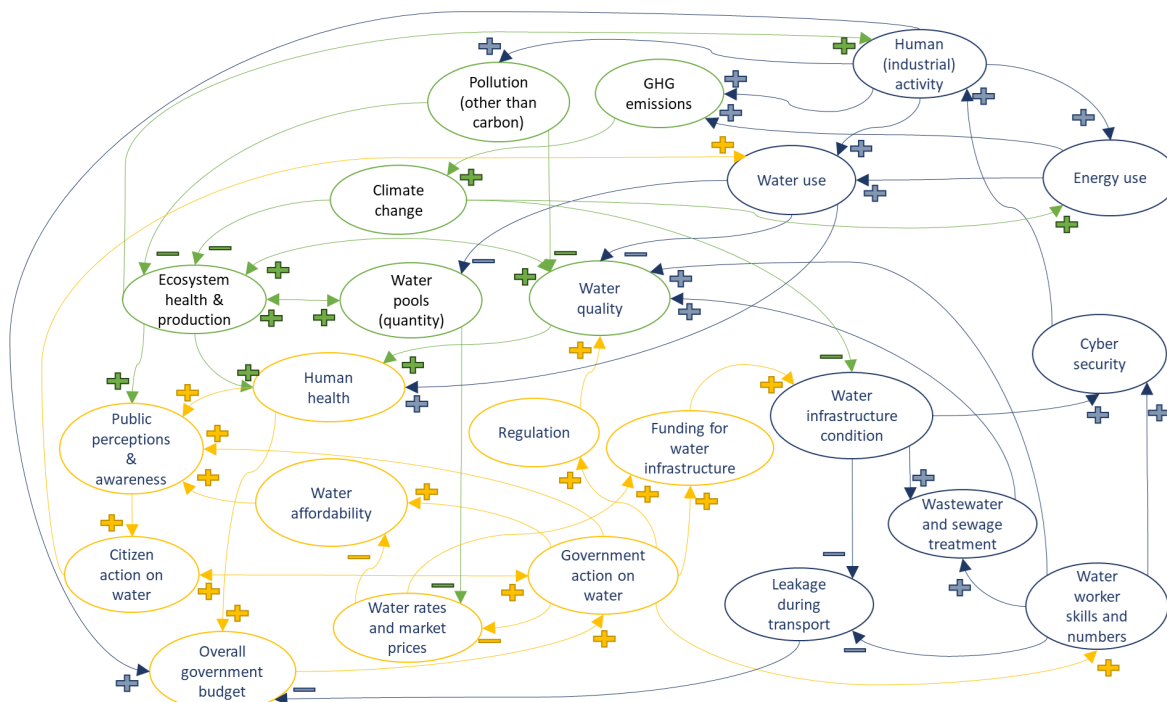 Human
(industrial)
activity
Pollution
(other than
carbon)
GHG
emissions
Climate
change
Water use
Energy use
Ecosystem
health &
production
Water
pools
(quantity)
Water
quality
Cyber
security
Human
health
Public
perceptions
&
awareness
Regulation
Funding for
water
infrastructure
Water
infrastructure
condition
Water
affordability
Wastewater
and sewage
treatment
Citizen
action on
water
Government
action on
water
Water rates
and market
prices
Leakage
during
transport
Water
worker
skills and
numbers
Overall
government
budget